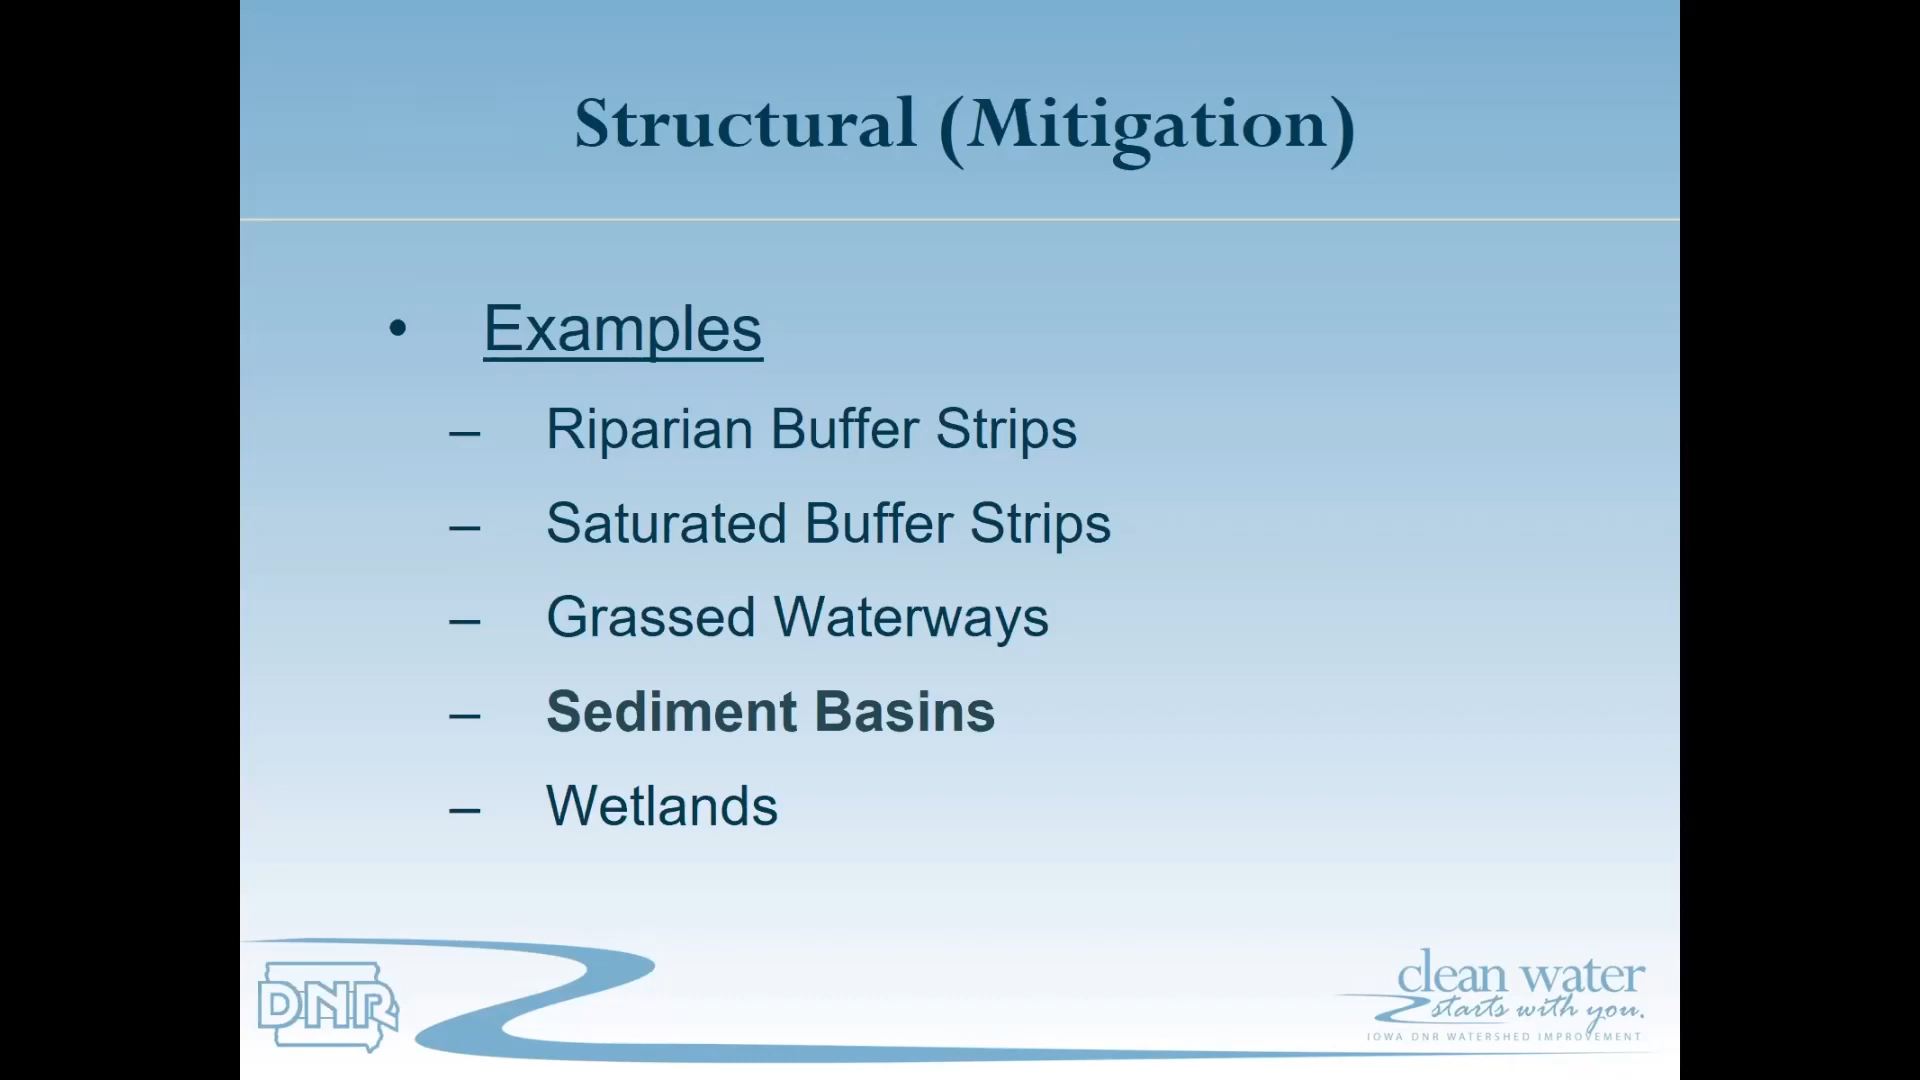 Structural (Mitigation)
• Examples
– Riparian Buffer Strips
– Saturated Buffer Strips
– Grassed Waterways
– Sediment Basins
– Wetlands
DNR
clean water
starts with you.
IOWA DNR WATERSHED IMPROVEMENT